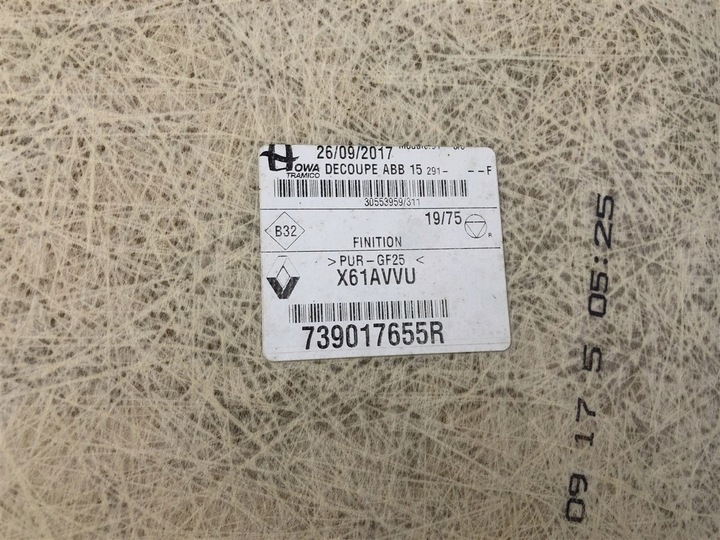 HOWA
TRAMICO
26/09/2017
DECOUPE ABB 15 291- --F
30553959/311
B32
19/75
R
FINITION
>PUR-GF25 <
X61AVVU
739017655R
09 17 5 05:25